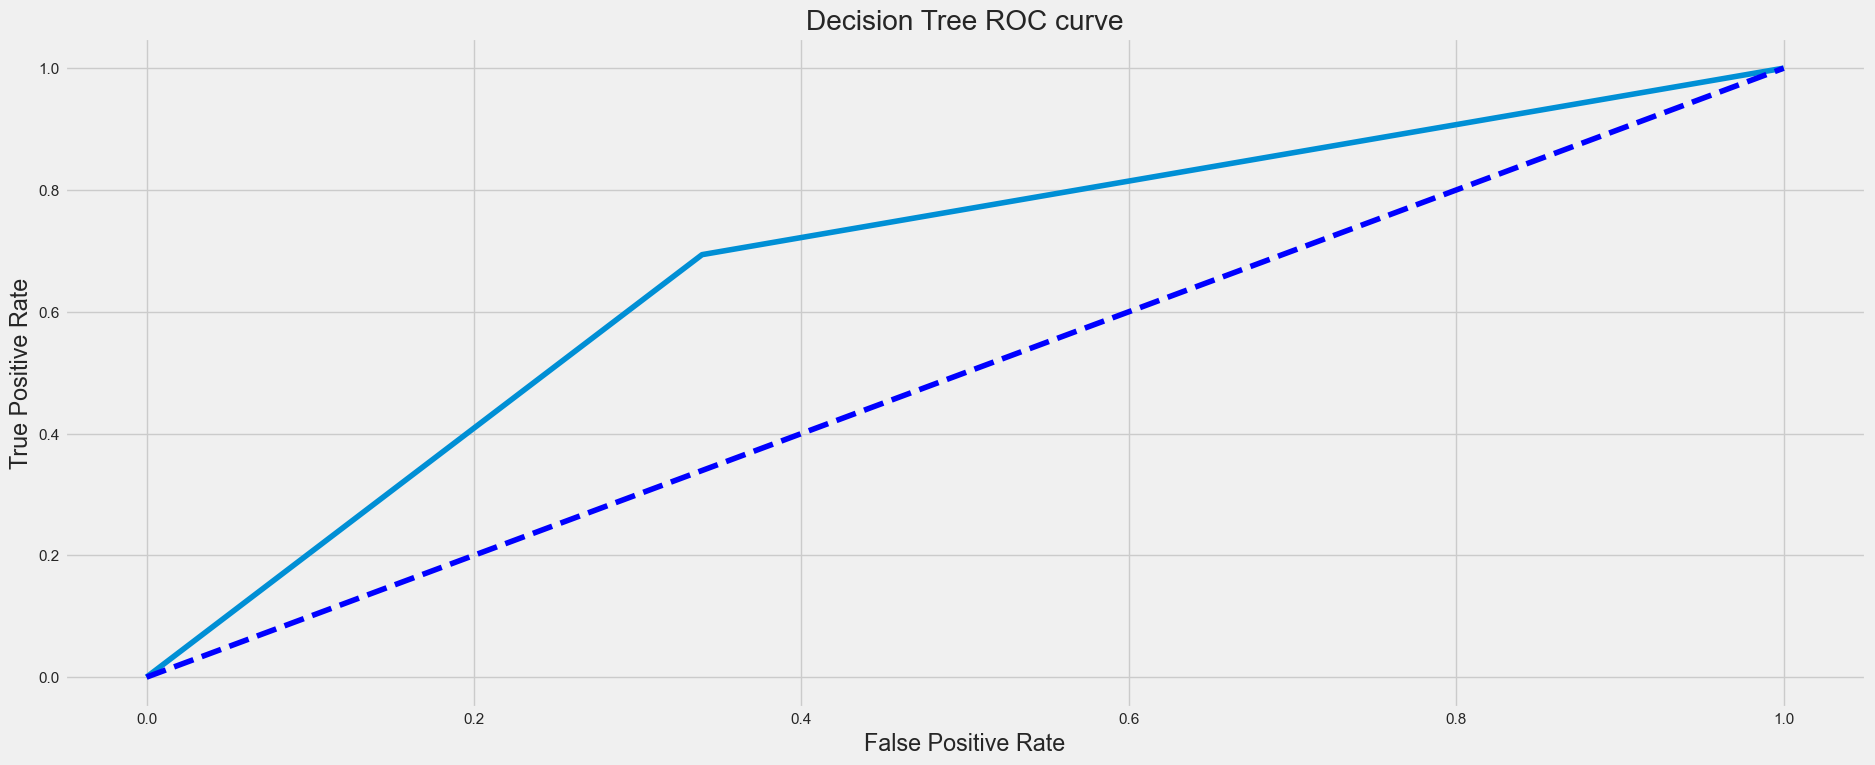 Decision Tree ROC curve
True Positive Rate
1.0
0.8
0.6
0.4
0.2
0.0
0.0 0.2 0.4 0.6 0.8 1.0
False Positive Rate